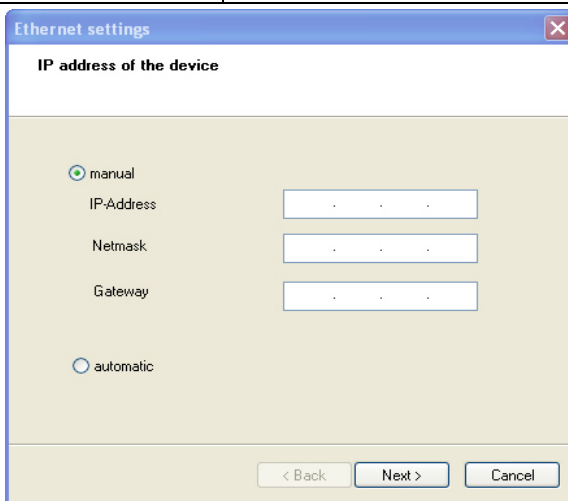 Ethernet settings
IP address of the device
manual
IP-Address . . .
Netmask . . .
Gateway . . .
automatic
< Back Next > Cancel